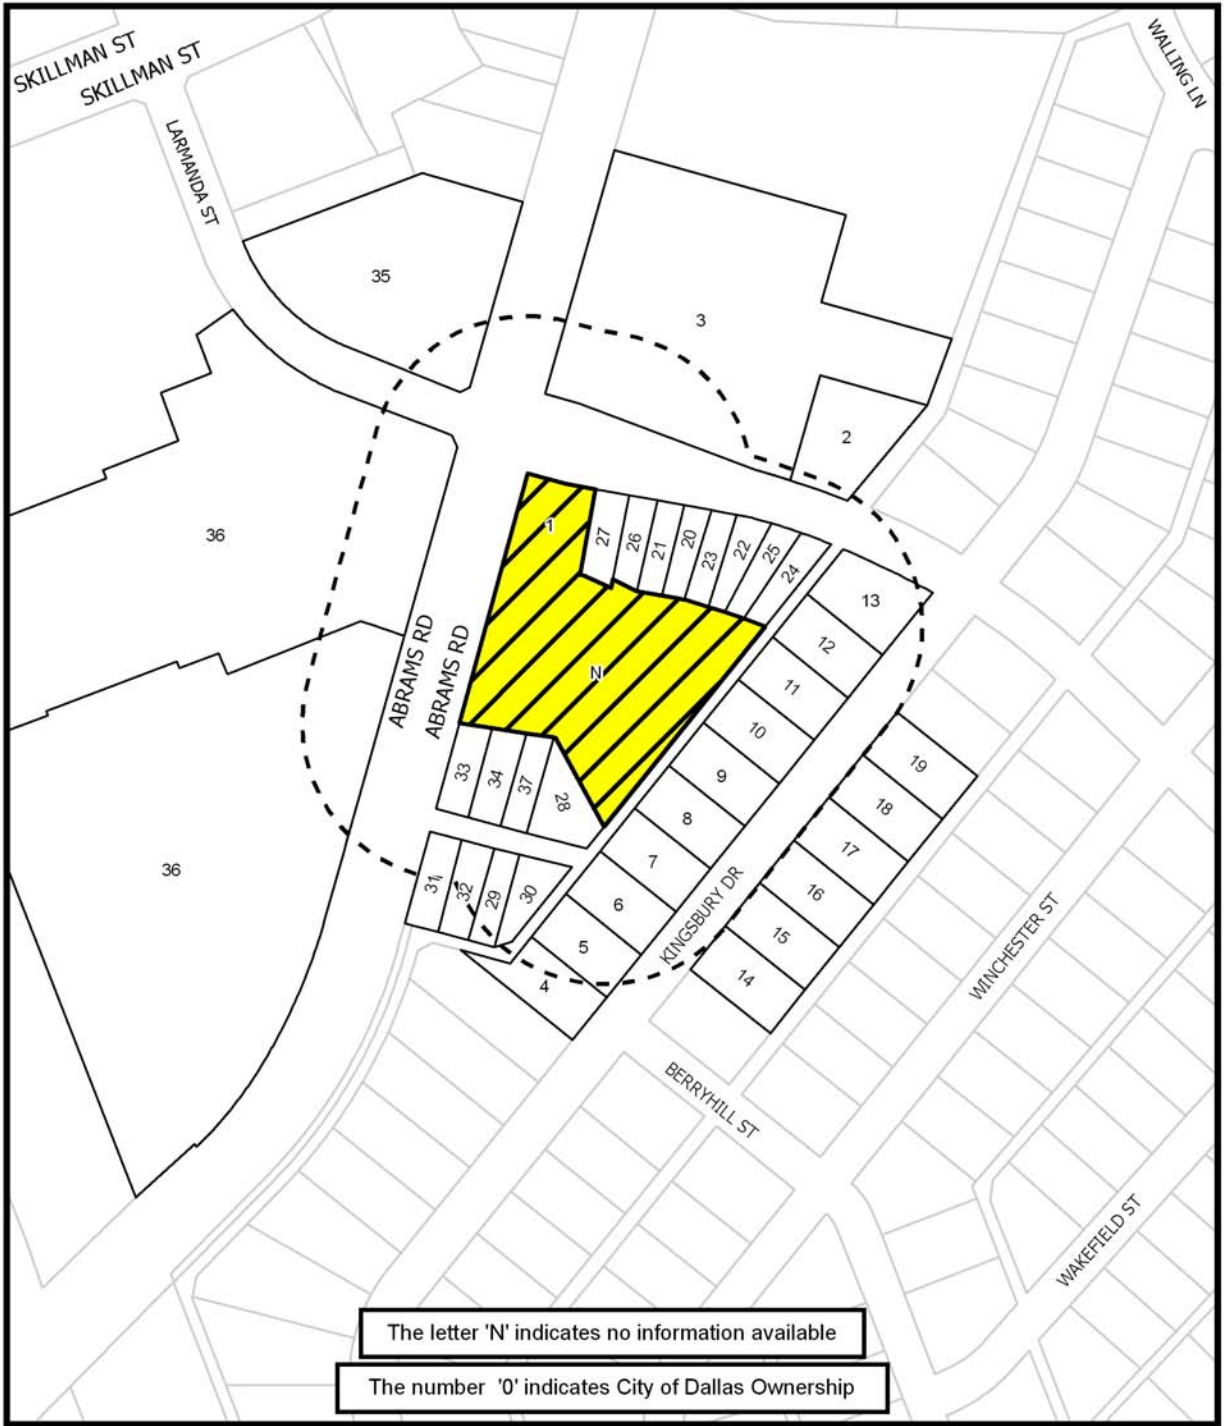 SKILLMAN ST
SKILLMAN ST
WALLING LN
LARMANDA ST
35
3
2
36
1
27
26
21
20
23
22
25
24
13
12
N
11
ABRAMS RD
ABRAMS RD
10
33
34
37
28
9
19
8
18
7
17
36
31
32
29
30
6
16
KINGSBURY DR
5
15
4
14
WINCHESTER ST
BERRYHILL ST
WAKEFIELD ST
The letter 'N' indicates no information available
The number '0' indicates City of Dallas Ownership